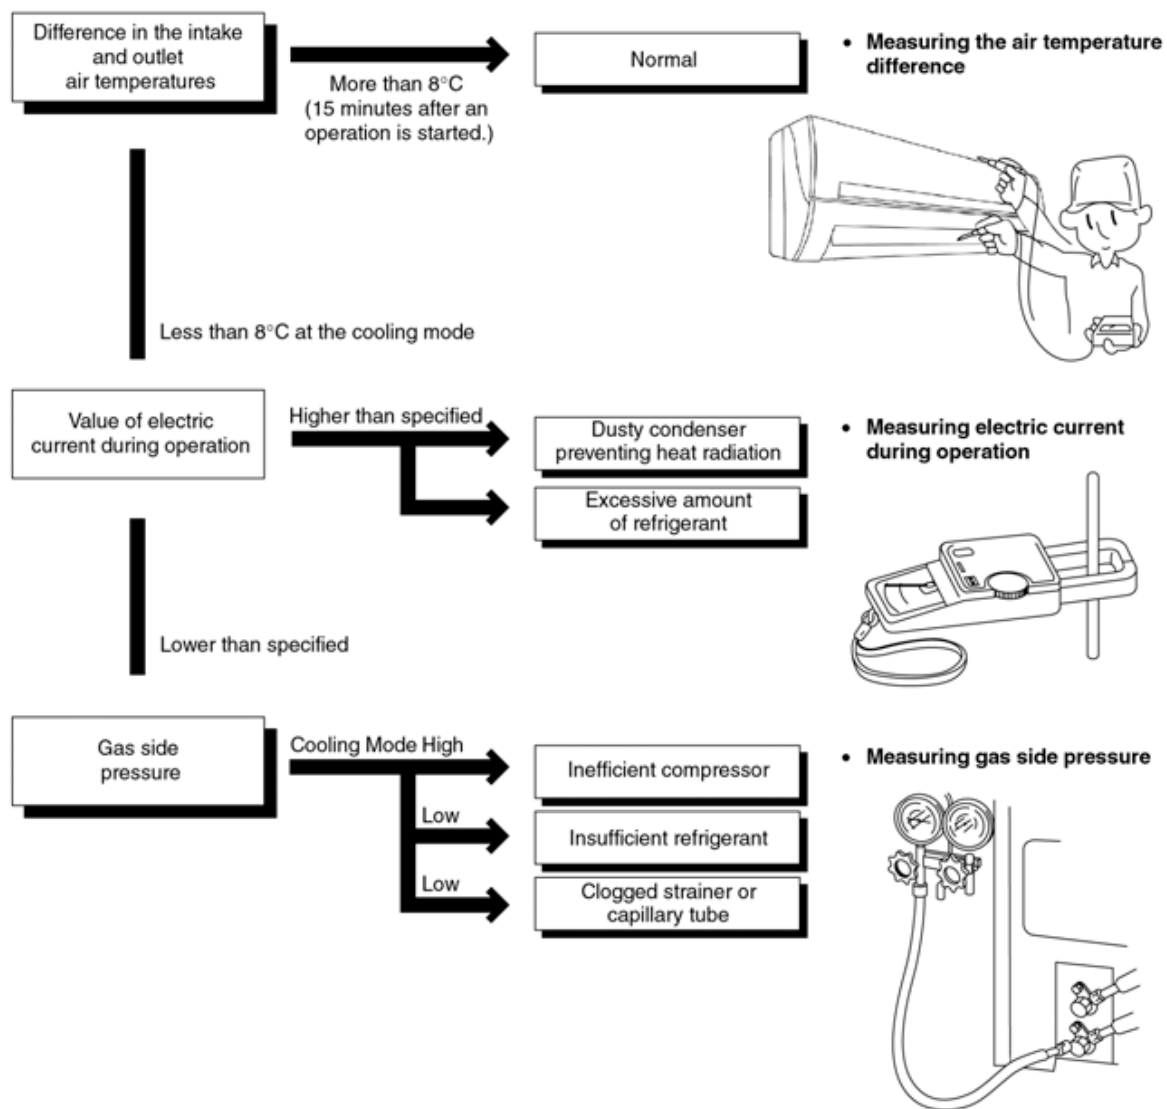 Difference in the intake
and outlet
air temperatures
More than 8°C
(15 minutes after an
operation is started.)
Normal
• Measuring the air temperature
difference
Less than 8°C at the cooling mode
Value of electric
current during operation
Higher than specified
Dusty condenser
preventing heat radiation
Excessive amount
of refrigerant
• Measuring electric current
during operation
Lower than specified
Gas side
pressure
Cooling Mode High
Inefficient compressor
Low
Insufficient refrigerant
Low
Clogged strainer or
capillary tube
• Measuring gas side pressure